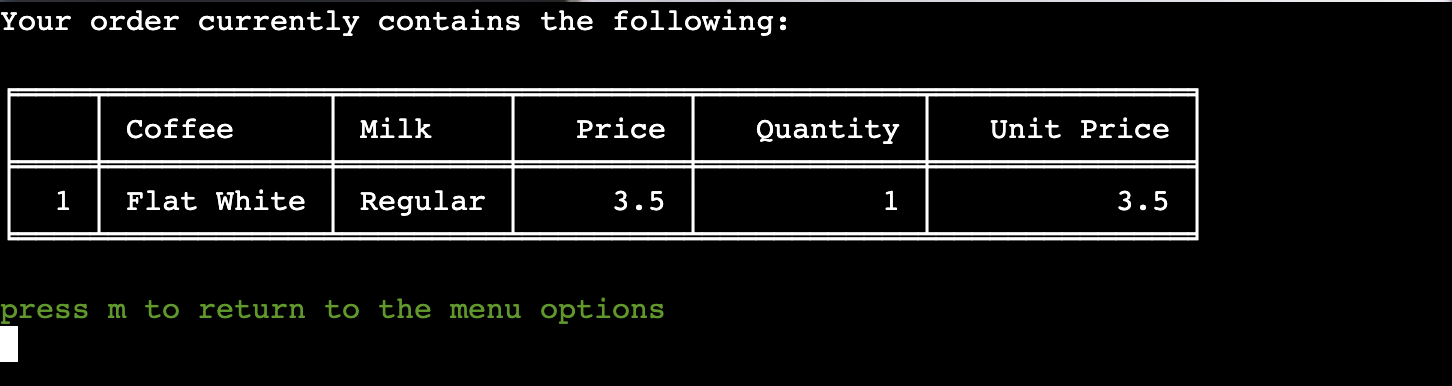 Your order currently contains the following:
Coffee Milk Price Quantity Unit Price
1 Flat White Regular 3.5 1 3.5
press m to return to the menu options